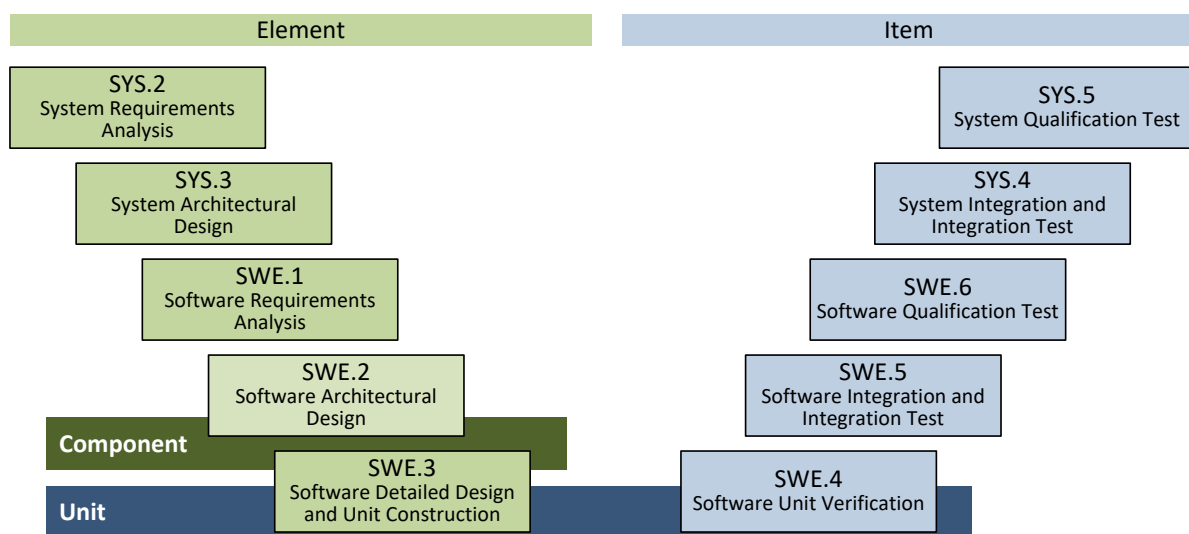 Element
Item
SYS.2
System Requirements
Analysis
SYS.5
System Qualification Test
SYS.3
System Architectural
Design
SYS.4
System Integration and
Integration Test
SWE.1
Software Requirements
Analysis
SWE.6
Software Qualification Test
SWE.2
Software Architectural
Design
SWE.5
Software Integration and
Integration Test
Component
SWE.3
Software Detailed Design
and Unit Construction
SWE.4
Software Unit Verification
Unit